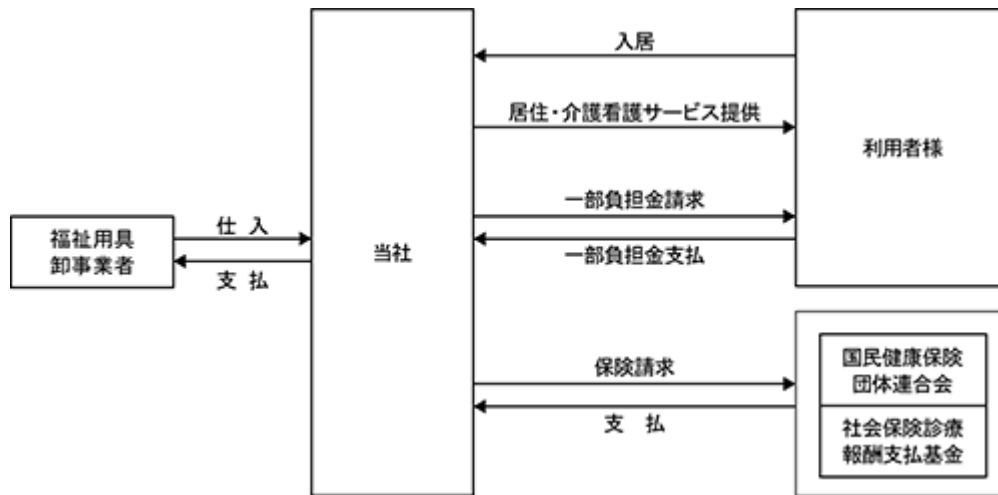 入居
居住・介護看護サービス提供
利用者様
一部負担金請求
福祉用具
卸事業者
仕 入
支 払
当社
一部負担金支払
保険請求
支 払
国民健康保険
団体連合会
社会保険診療
報酬支払基金